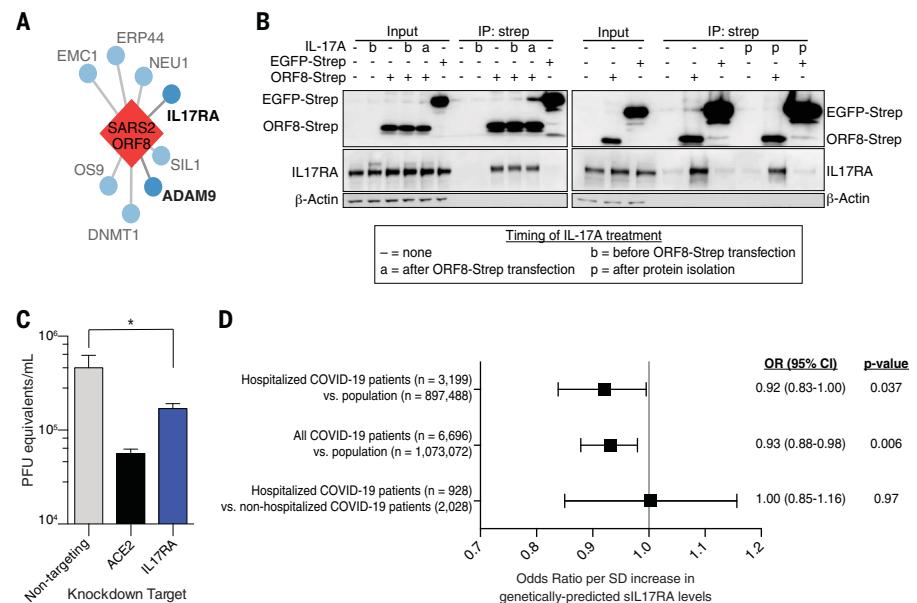 A
EMC1
ERP44
NEU1
IL17RA
SARS2
ORF8
SIL1
OS9
ADAM9
DNMT1
B
Input IP: strep Input IP: strep
IL-17A - b - b a - - b - b a - - - - - - - p p p
EGFP-Strep - - - - - + - - - - - + - - + - - + - - +
ORF8-Strep - - + + + - - - + + + - - + - - + - - + -
EGFP-Strep EGFP-Strep
ORF8-Strep ORF8-Strep
IL17RA IL17RA
β-Actin β-Actin
Timing of IL-17A treatment
– = none b = before ORF8-Strep transfection
a = after ORF8-Strep transfection p = after protein isolation
C
*
PFU equivalents/mL
10⁶
10⁵
10⁴
Non-targeting
ACE2
IL17RA
Knockdown Target
D
OR (95% CI) p-value
Hospitalized COVID-19 patients (n = 3,199)
vs. population (n = 897,488)
0.92 (0.83-1.00) 0.037
All COVID-19 patients (n = 6,696)
vs. population (n = 1,073,072)
0.93 (0.88-0.98) 0.006
Hospitalized COVID-19 patients (n = 928)
vs. non-hospitalized COVID-19 patients (2,028)
1.00 (0.85-1.16) 0.97
0.7 0.8 0.9 1.0 1.1 1.2
Odds Ratio per SD increase in
genetically-predicted sIL17RA levels